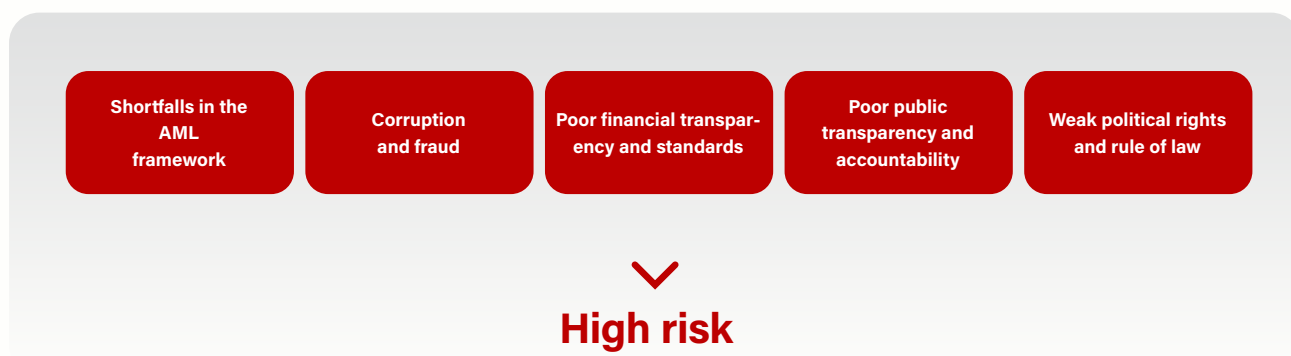 Shortfalls in the
AML
framework
Corruption
and fraud
Poor financial transpar-
ency and standards
Poor public
transparency and
accountability
Weak political rights
and rule of law
High risk